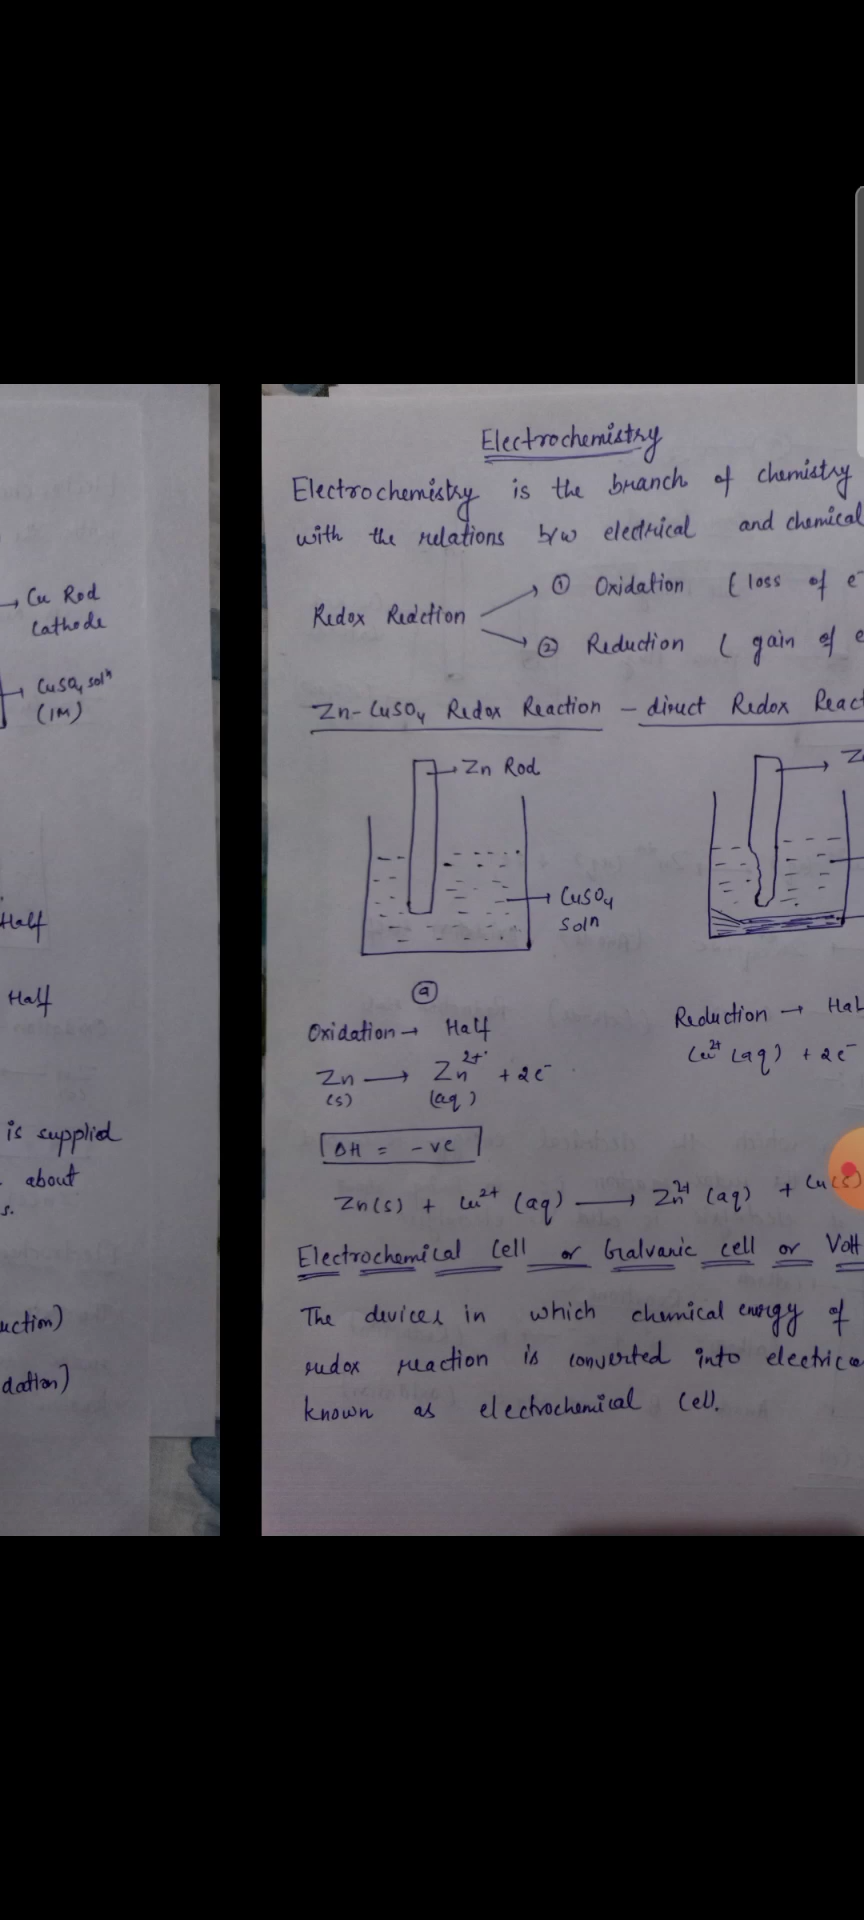 → Cu Rod
Cathode
→ CuSO4 solⁿ
(1M)
Half
Half
is supplied
about
s.
uction)
dation)
Electrochemistry
Electrochemistry is the branch of chemistry
with the relations b/w electrical and chemical
Redox Reaction
① Oxidation ( loss of e⁻
② Reduction ( gain of e
Zn-CuSO4 Redox Reaction - direct Redox React
→ Zn Rod
→ CuSO4
soln
Z
ⓐ
Oxidation → Half
Zn → Zn²⁺ + 2e⁻
(s) (aq)
Reduction → Hal
Cu²⁺ (aq) + 2e⁻
ΔH = -ve
Zn(s) + Cu²⁺ (aq) → Zn²⁺ (aq) + Cu(s)
Electrochemical Cell or Galvanic cell or Volt
The devices in which chemical energy of
redox reaction is converted into electrica
known as electrochemical Cell.